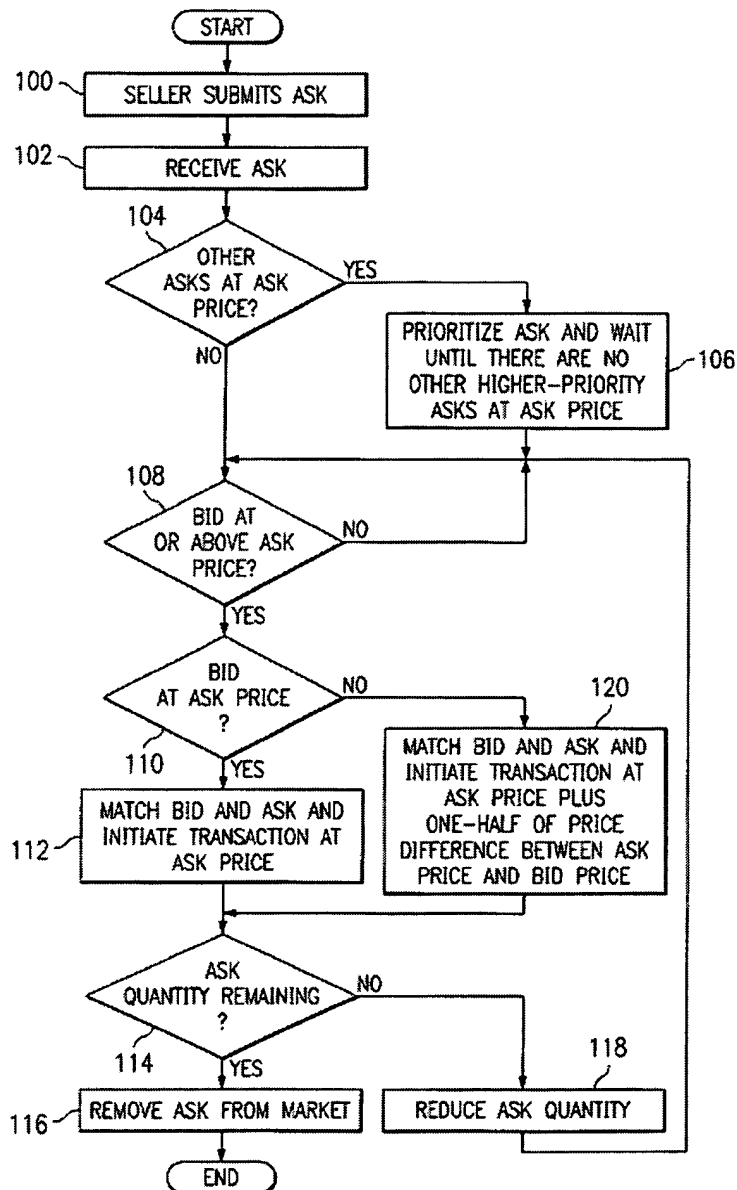 START
100
SELLER SUBMITS ASK
102
RECEIVE ASK
104
OTHER
ASKS AT ASK
PRICE?
YES
NO
PRIORITIZE ASK AND WAIT
UNTIL THERE ARE NO
OTHER HIGHER-PRIORITY
ASKS AT ASK PRICE
106
108
BID AT
OR ABOVE ASK
PRICE?
NO
YES
BID
AT ASK PRICE
?
NO
110
YES
120
MATCH BID AND ASK AND
INITIATE TRANSACTION AT
ASK PRICE
112
MATCH BID AND ASK AND
INITIATE TRANSACTION AT
ASK PRICE PLUS
ONE-HALF OF PRICE
DIFFERENCE BETWEEN ASK
PRICE AND BID PRICE
ASK
QUANTITY REMAINING
?
NO
114
YES
118
116
REMOVE ASK FROM MARKET
REDUCE ASK QUANTITY
END